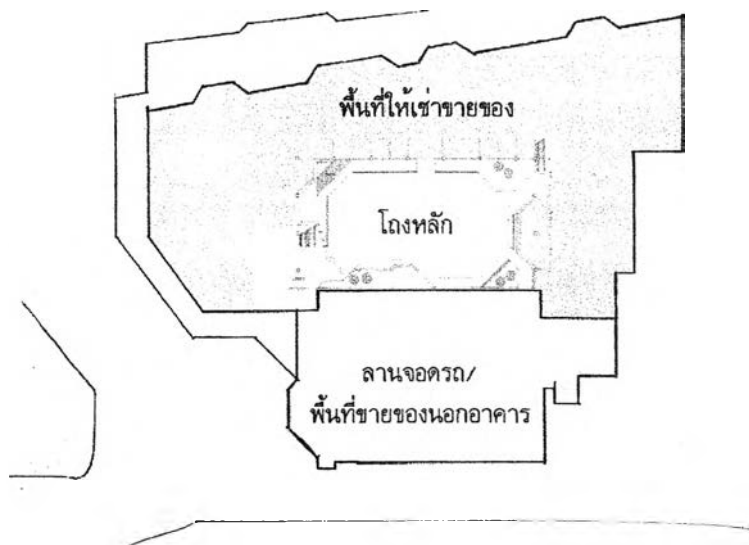 พื้นที่ให้เช่าขายของ
โถงหลัก
ลานจอดรถ/
พื้นที่ขายของนอกอาคาร